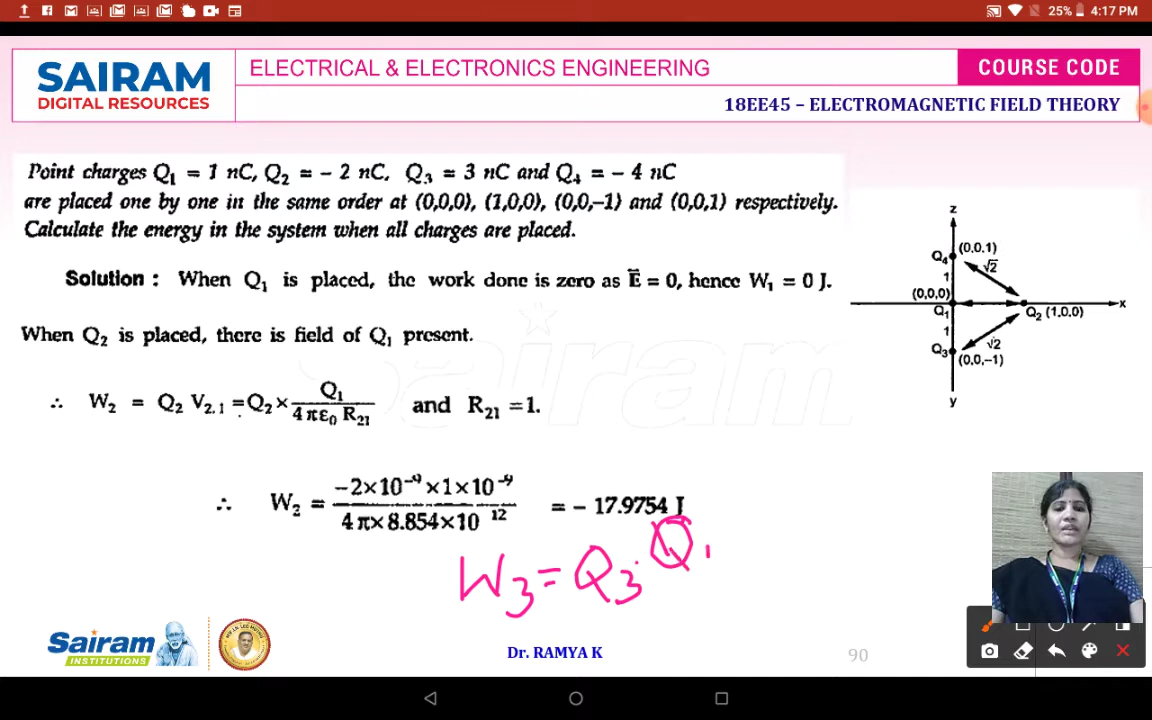 25% 4:17 PM
SAIRAM
DIGITAL RESOURCES
ELECTRICAL & ELECTRONICS ENGINEERING
COURSE CODE
18EE45 – ELECTROMAGNETIC FIELD THEORY
Point charges Q₁ = 1 nC, Q₂ = – 2 nC, Q₃ = 3 nC and Q₄ = – 4 nC
are placed one by one in the same order at (0,0,0), (1,0,0), (0,0,–1) and (0,0,1) respectively.
Calculate the energy in the system when all charges are placed.
Solution : When Q₁ is placed, the work done is zero as E̅ = 0, hence W₁ = 0 J.
When Q₂ is placed, there is field of Q₁ present.
∴ W₂ = Q₂ V₂,₁ = Q₂ × Q₁ / 4 π ε₀ R₂₁ and R₂₁ = 1.
∴ W₂ = –2×10⁻⁹ ×1×10⁻⁹ / 4 π× 8.854×10 ¹² = – 17.9754 J
W₃ = Q₃ · Q₁
z
Q₄ (0,0,1)
1 √2
(0,0,0)
x
Q₁
Q₂ (1,0,0)
1
√2
Q₃
(0,0,–1)
y
Sairam
Sairam
INSTITUTIONS
Dr. RAMYA K
90